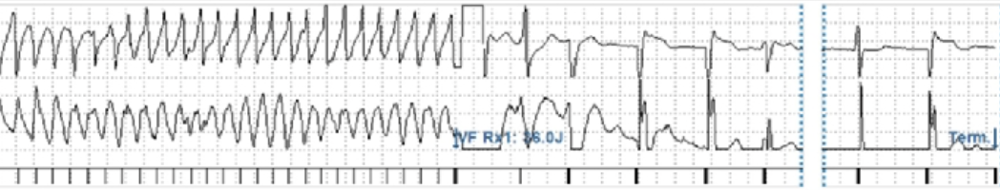 VF Rx1: 36.0J
Term.